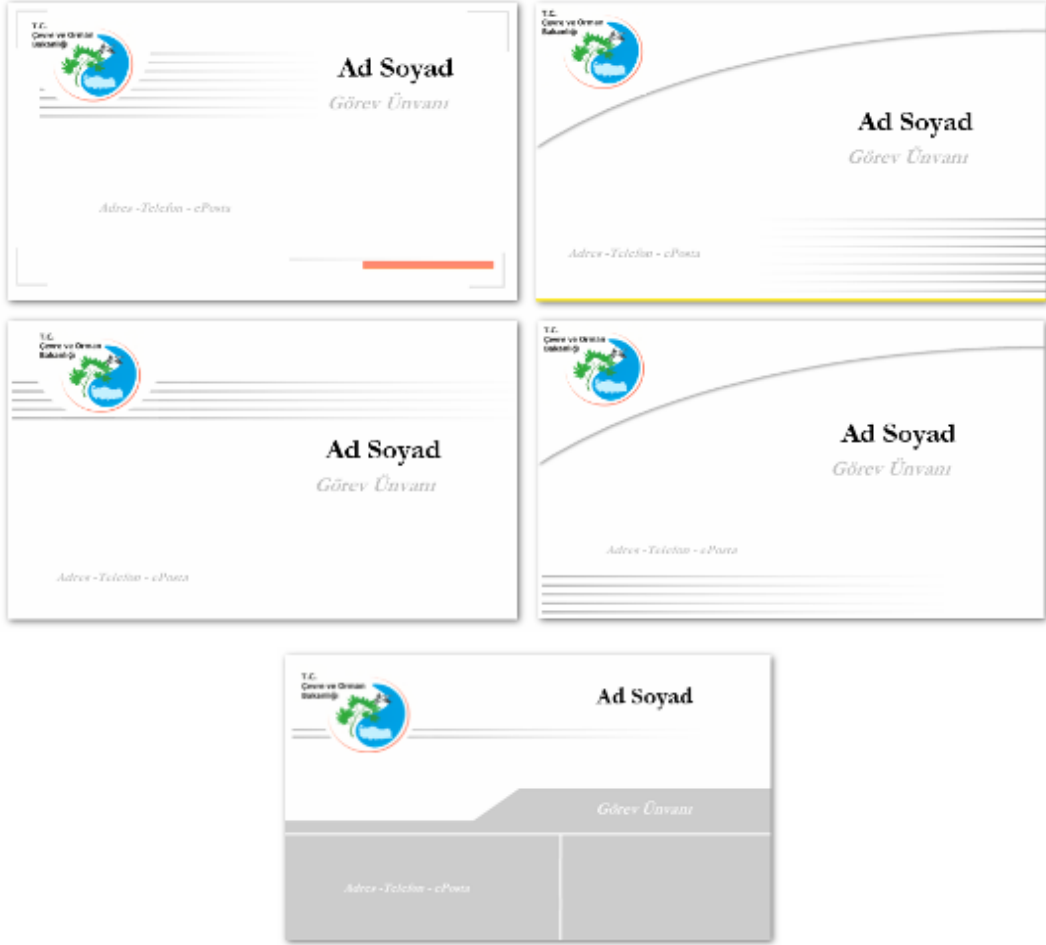 T.C.
Çevre ve Orman
Bakanlığı
Ad Soyad
Görev Ünvanı
Adres -Telefon - ePosta
T.C.
Çevre ve Orman
Bakanlığı
Ad Soyad
Görev Ünvanı
Adres -Telefon - ePosta
T.C.
Çevre ve Orman
Bakanlığı
Ad Soyad
Görev Ünvanı
Adres -Telefon - ePosta
T.C.
Çevre ve Orman
Bakanlığı
Ad Soyad
Görev Ünvanı
Adres -Telefon - ePosta
T.C.
Çevre ve Orman
Bakanlığı
Ad Soyad
Görev Ünvanı
Adres -Telefon - ePosta